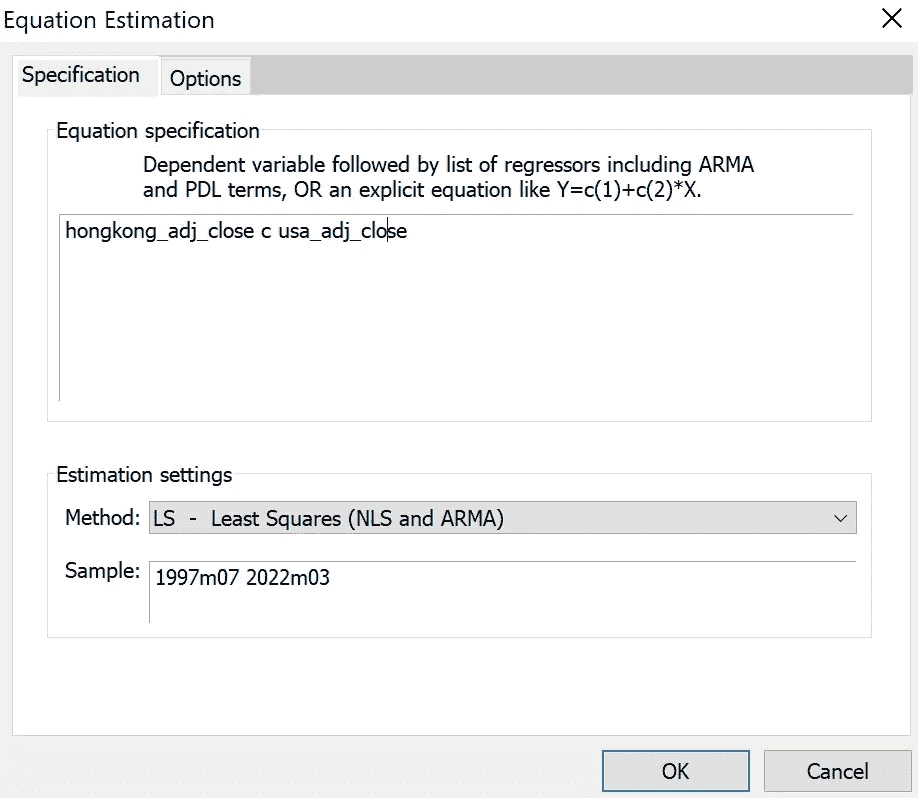 Equation Estimation
Specification
Options
Equation specification
Dependent variable followed by list of regressors including ARMA
and PDL terms, OR an explicit equation like Y=c(1)+c(2)*X.
hongkong_adj_close c usa_adj_close
Estimation settings
Method: LS - Least Squares (NLS and ARMA)
Sample: 1997m07 2022m03
OK
Cancel